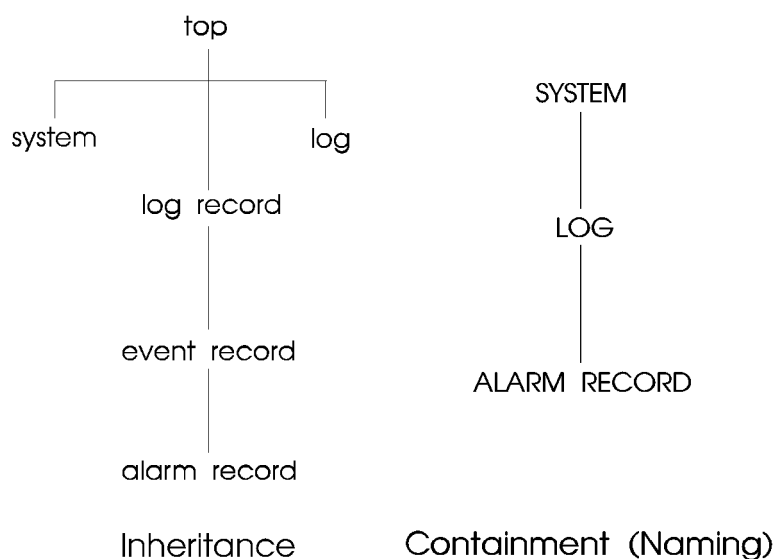 top
system
log
log record
event record
alarm record
Inheritance
SYSTEM
LOG
ALARM RECORD
Containment (Naming)